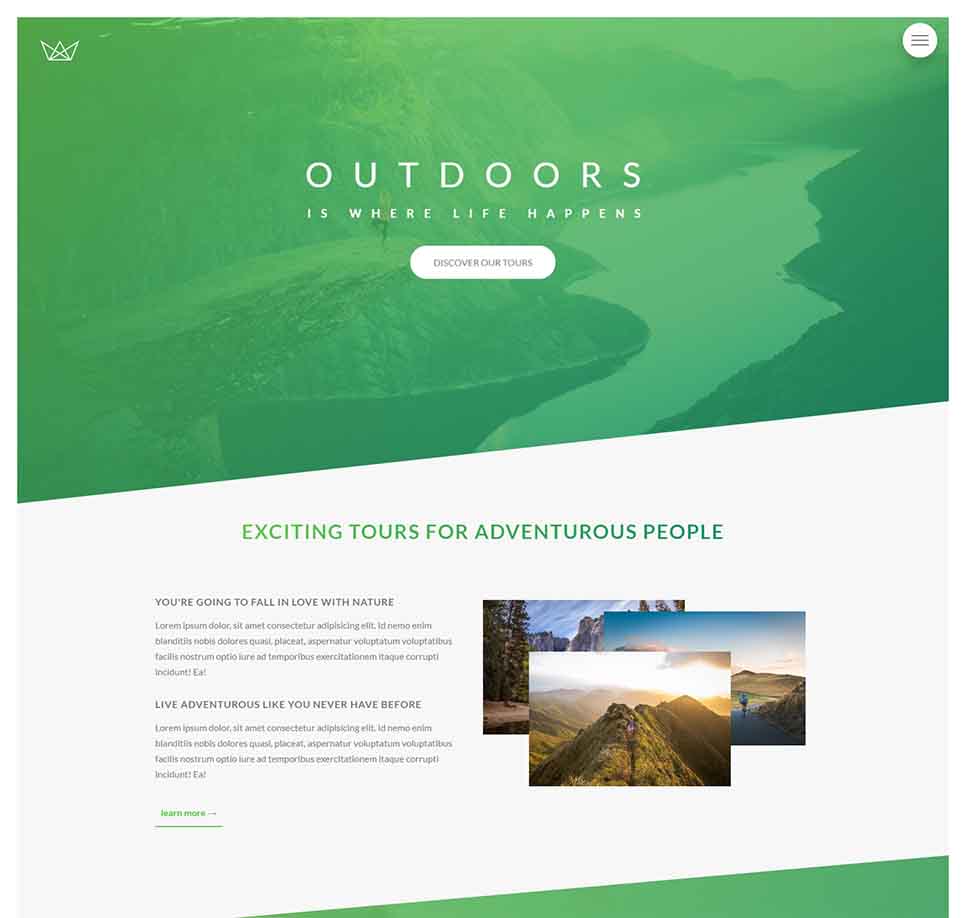 OUTDOORS
IS WHERE LIFE HAPPENS
DISCOVER OUR TOURS
EXCITING TOURS FOR ADVENTUROUS PEOPLE
YOU'RE GOING TO FALL IN LOVE WITH NATURE
Lorem ipsum dolor, sit amet consectetur adipisicing elit. Id nemo enim
blanditiis nobis dolores quasi, placeat, aspernatur voluptatum voluptatibus
facilis nostrum optio iure ad temporibus exercitationem itaque corrupti
incidunt! Ea!
LIVE ADVENTUROUS LIKE YOU NEVER HAVE BEFORE
Lorem ipsum dolor, sit amet consectetur adipisicing elit. Id nemo enim
blanditiis nobis dolores quasi, placeat, aspernatur voluptatum voluptatibus
facilis nostrum optio iure ad temporibus exercitationem itaque corrupti
incidunt! Ea!
learn more →